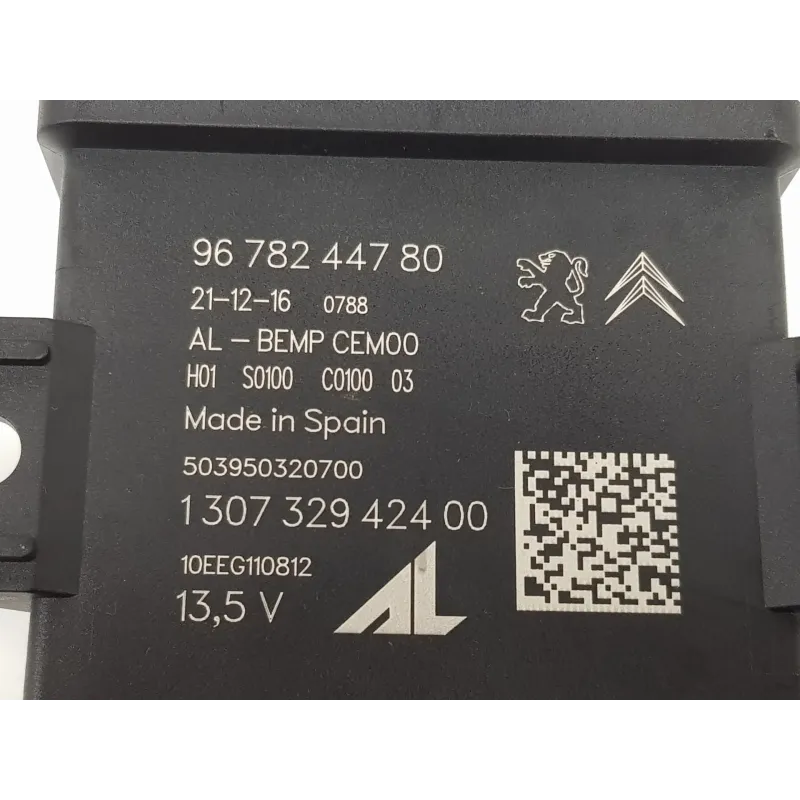 96 782 447 80
21-12-16 0788
AL - BEMP CEM00
H01 S0100 C0100 03
Made in Spain
503950320700
1 307 329 424 00
10EEG110812
13,5 V
AL